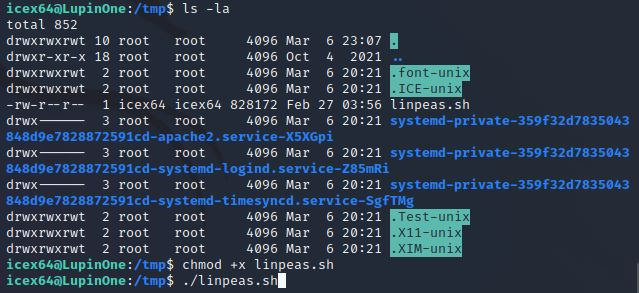 icex64@LupinOne:/tmp$ ls -la
total 852
drwxrwxrwt 10 root   root     4096 Mar  6 23:07 .
drwxr-xr-x 18 root   root     4096 Oct  4  2021 ..
drwxrwxrwt  2 root   root     4096 Mar  6 20:21 .font-unix
drwxrwxrwt  2 root   root     4096 Mar  6 20:21 .ICE-unix
-rw-r--r--  1 icex64 icex64 828172 Feb 27 03:56 linpeas.sh
drwx------  3 root   root     4096 Mar  6 20:21 systemd-private-359f32d7835043
848d9e7828872591cd-apache2.service-X5XGpi
drwx------  3 root   root     4096 Mar  6 20:21 systemd-private-359f32d7835043
848d9e7828872591cd-systemd-logind.service-Z85mRi
drwx------  3 root   root     4096 Mar  6 20:21 systemd-private-359f32d7835043
848d9e7828872591cd-systemd-timesyncd.service-SgfTMg
drwxrwxrwt  2 root   root     4096 Mar  6 20:21 .Test-unix
drwxrwxrwt  2 root   root     4096 Mar  6 20:21 .X11-unix
drwxrwxrwt  2 root   root     4096 Mar  6 20:21 .XIM-unix
icex64@LupinOne:/tmp$ chmod +x linpeas.sh
icex64@LupinOne:/tmp$ ./linpeas.sh